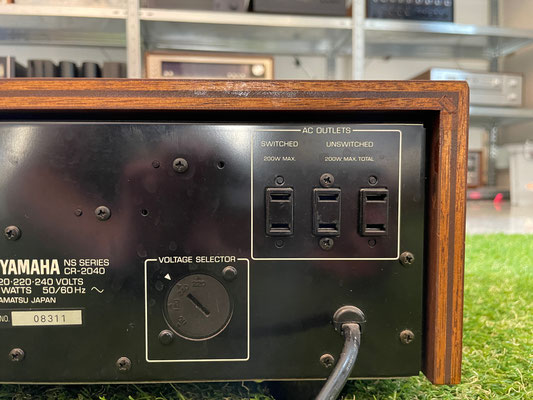 AC OUTLETS
SWITCHED UNSWITCHED
200W MAX. 200W MAX. TOTAL
YAMAHA NS SERIES
CR-2040
20·220·240 VOLTS
WATTS 50/60Hz
AMATSU JAPAN
NO. 08311
VOLTAGE SELECTOR